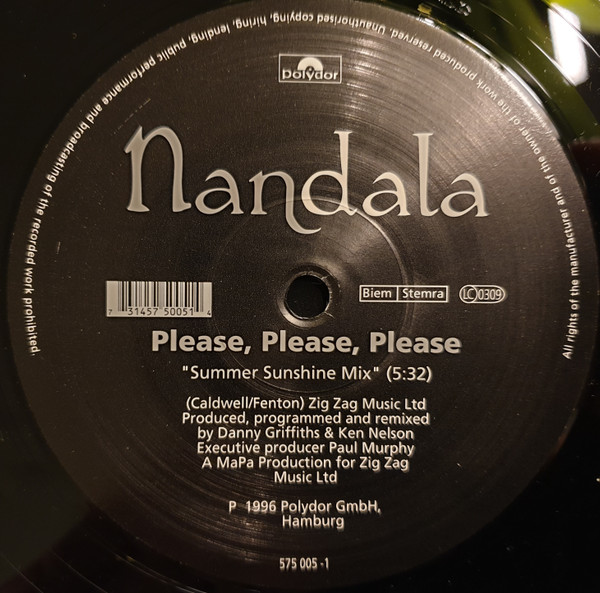 All rights of the manufacturer and of the owner of the work produced reserved. Unauthorised copying, hiring, lending, public performance and broadcasting of the recorded work prohibited.
polydor
Nandala
7 31457 50051 4
Biem Stemra LC 0309
Please, Please, Please
"Summer Sunshine Mix" (5:32)
(Caldwell/Fenton) Zig Zag Music Ltd
Produced, programmed and remixed
by Danny Griffiths & Ken Nelson
Executive producer Paul Murphy
A MaPa Production for Zig Zag
Music Ltd
P 1996 Polydor GmbH,
Hamburg
575 005 -1